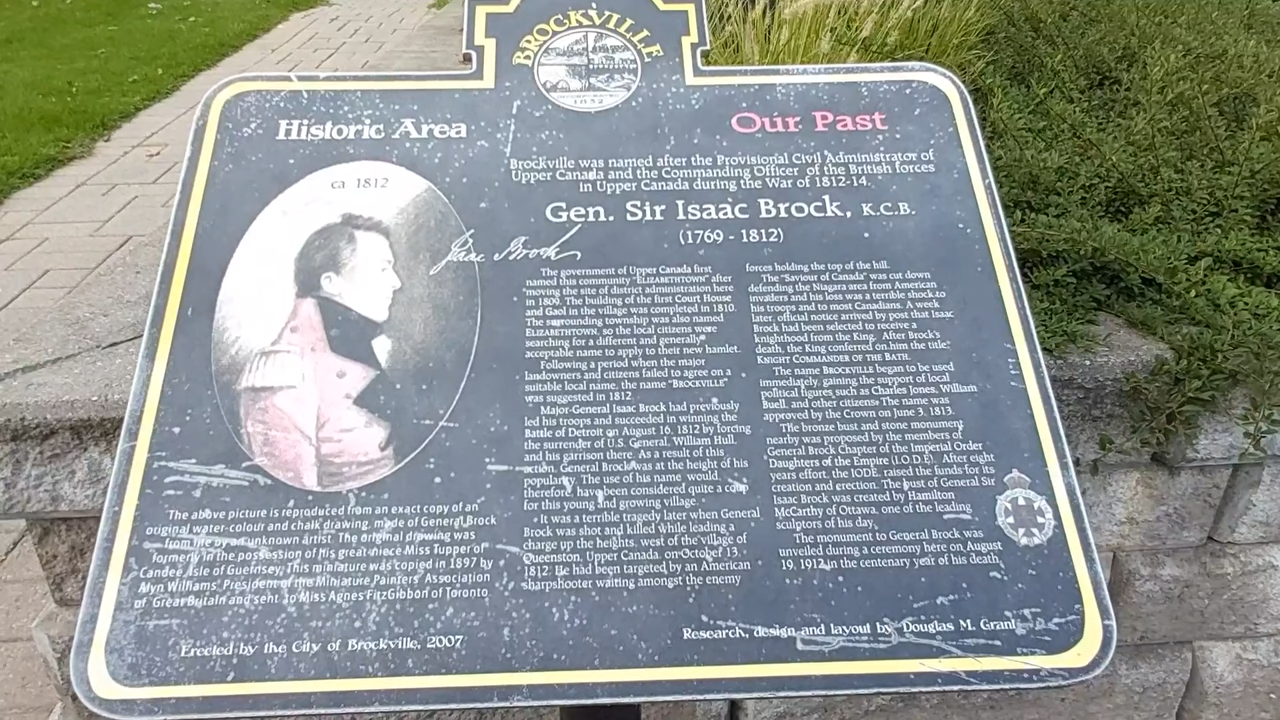 BROCKVILLE
1832
Historic Area
Our Past
ca 1812
Brockville was named after the Provisional Civil Administrator of
Upper Canada and the Commanding Officer of the British forces
in Upper Canada during the War of 1812-14.
Gen. Sir Isaac Brock, K.C.B.
(1769 - 1812)
Isaac Brock
The government of Upper Canada first
named this community "ELIZABETHTOWN" after
moving the site of district administration here
in 1809. The building of the first Court House
and Gaol in the village was completed in 1810.
The surrounding township was also named
ELIZABETHTOWN, so the local citizens were
searching for a different and generally
acceptable name to apply to their new hamlet.
Following a period when the major
landowners and citizens failed to agree on a
suitable local name, the name "BROCKVILLE"
was suggested in 1812.
Major-General Isaac Brock had previously
led his troops and succeeded in winning the
Battle of Detroit on August 16, 1812 by forcing
the surrender of U.S. General, William Hull,
and his garrison there. As a result of this
action, General Brock was at the height of his
popularity. The use of his name would,
therefore, have been considered quite a coup
for this young and growing village.
It was a terrible tragedy later when General
Brock was shot and killed while leading a
charge up the heights, west of the village of
Queenston, Upper Canada, on October 13,
1812. He had been targeted by an American
sharpshooter waiting amongst the enemy
forces holding the top of the hill.
The "Saviour of Canada" was cut down
defending the Niagara area from American
invaders and his loss was a terrible shock to
his troops and to most Canadians. A week
later, official notice arrived by post that Isaac
Brock had been selected to receive a
knighthood from the King. After Brock's
death, the King conferred on him the title,
KNIGHT COMMANDER OF THE BATH.
The name BROCKVILLE began to be used
immediately, gaining the support of local
political figures such as Charles Jones, William
Buell, and other citizens. The name was
approved by the Crown on June 3, 1813.
The bronze bust and stone monument
nearby was proposed by the members of
General Brock Chapter of the Imperial Order
Daughters of the Empire (I.O.D.E). After eight
years effort, the IODE, raised the funds for its
creation and erection. The bust of General Sir
Isaac Brock was created by Hamilton
McCarthy of Ottawa, one of the leading
sculptors of his day.
The monument to General Brock was
unveiled during a ceremony here on August
19, 1912 in the centenary year of his death.
The above picture is reproduced from an exact copy of an
original water-colour and chalk drawing, made of General Brock
from life by an unknown artist. The original drawing was
formerly in the possession of his great-niece Miss Tupper of
Candee, Isle of Guernsey. This miniature was copied in 1897 by
Alyn Williams, President of the Miniature Painters' Association
of Great Britain and sent to Miss Agnes FitzGibbon of Toronto.
Erected by the City of Brockville, 2007
Research, design and layout by Douglas M. Grant